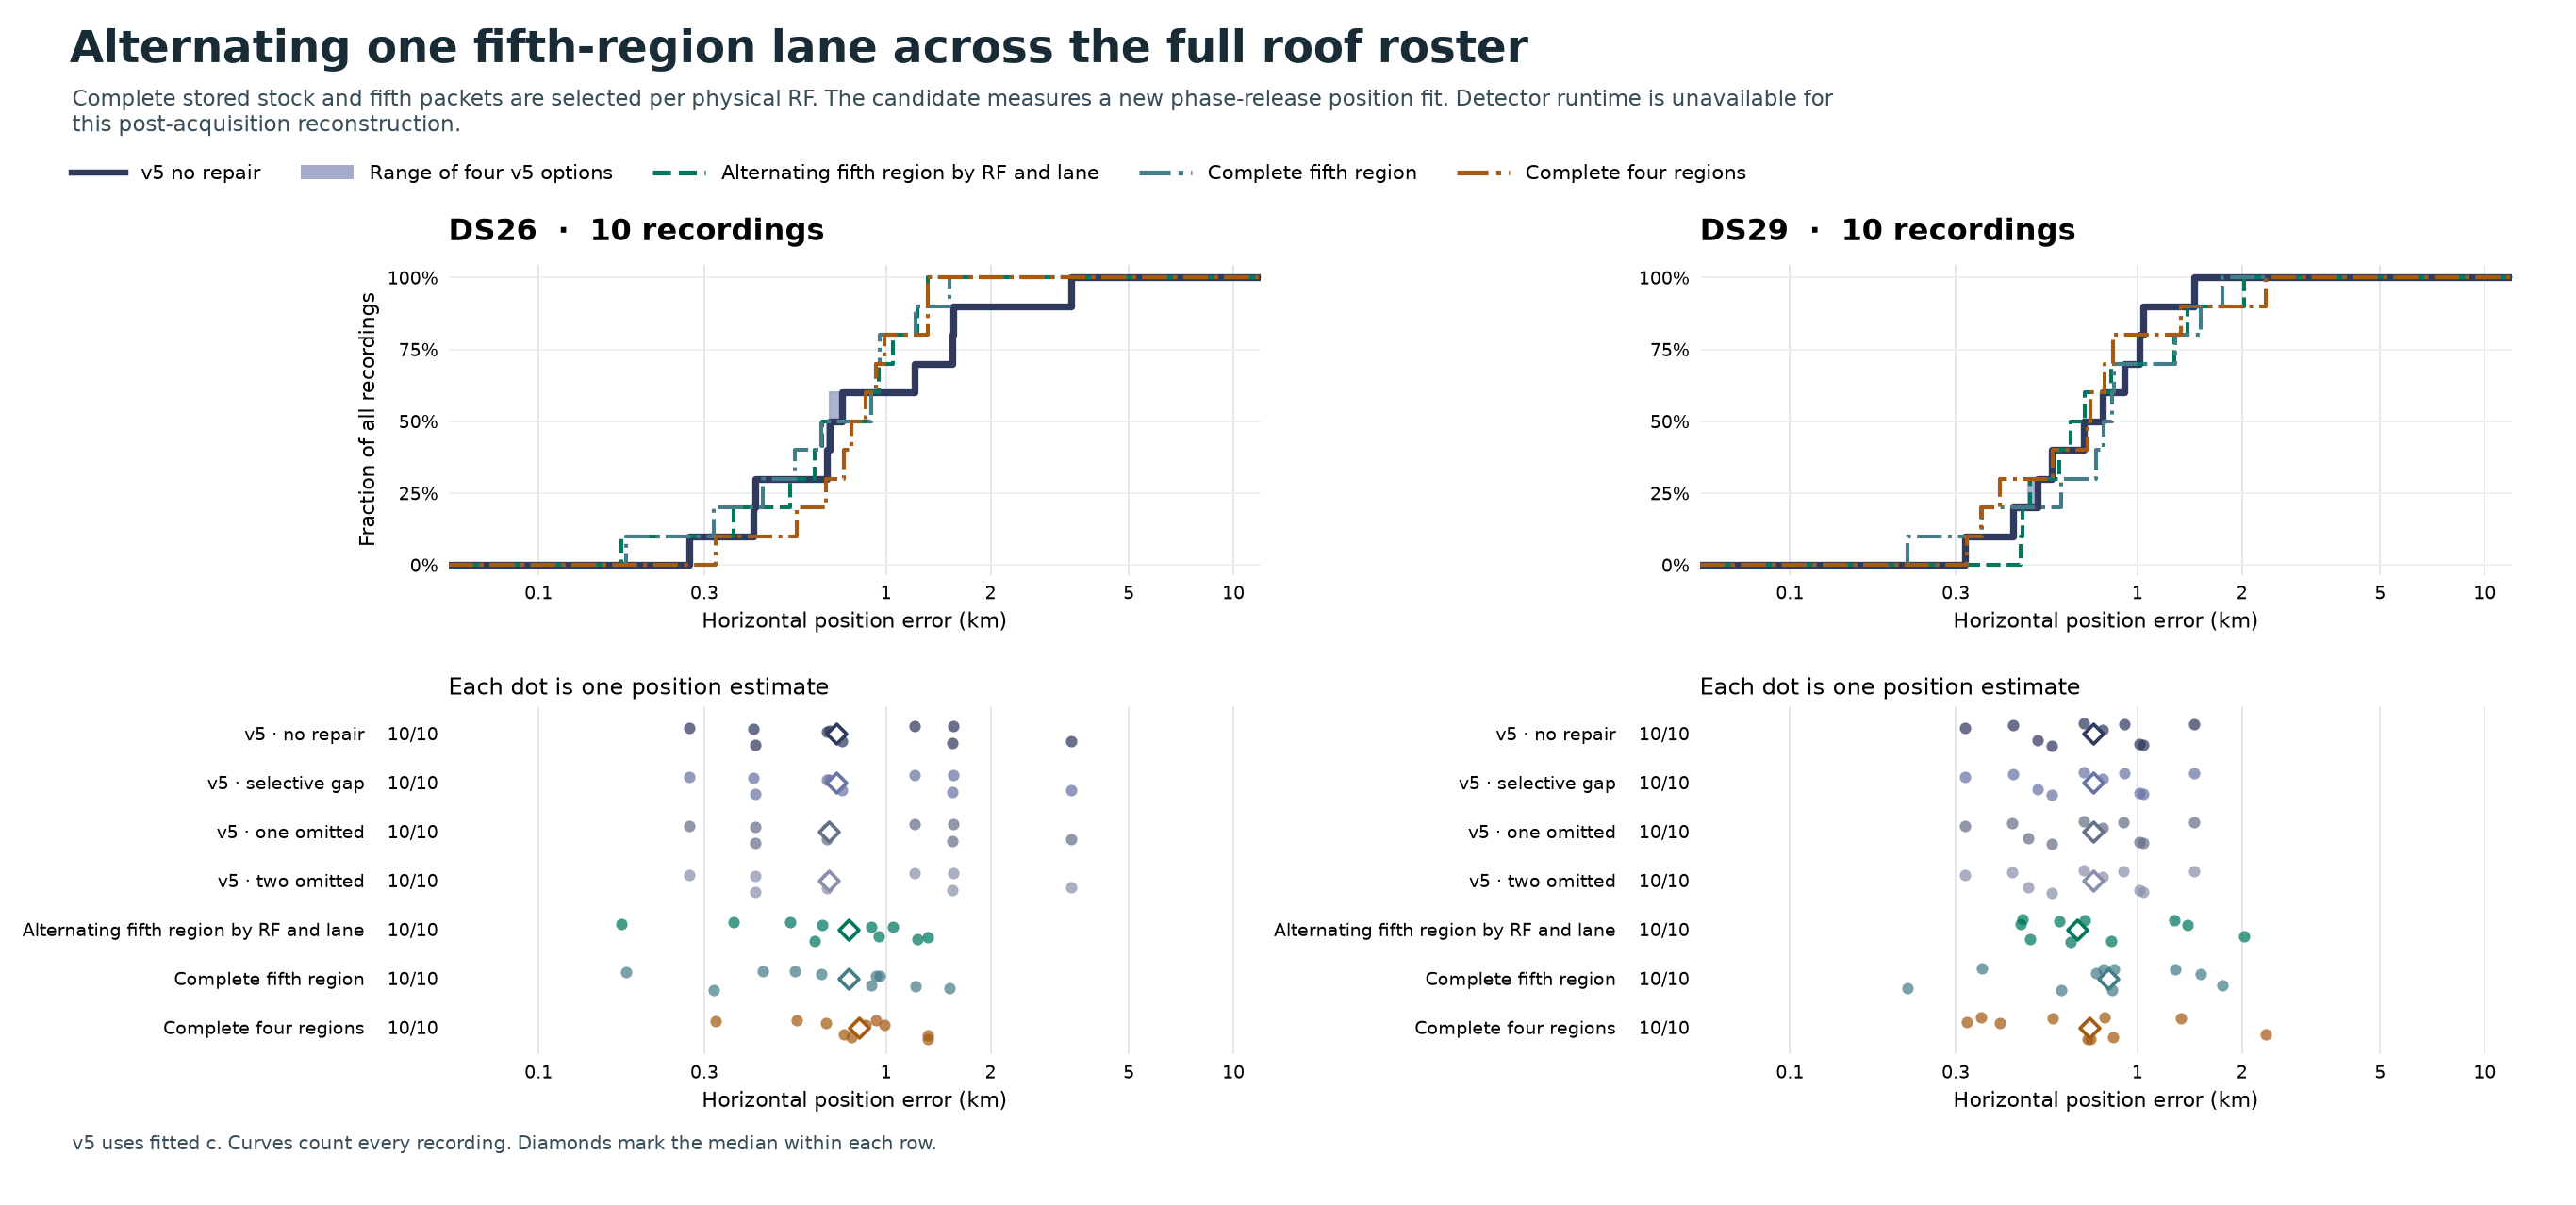 Alternating one fifth-region lane across the full roof roster
Complete stored stock and fifth packets are selected per physical RF. The candidate measures a new phase-release position fit. Detector runtime is unavailable for
this post-acquisition reconstruction.
v5 no repair
Range of four v5 options
Alternating fifth region by RF and lane
Complete fifth region
Complete four regions
DS26 · 10 recordings
Fraction of all recordings
100%
75%
50%
25%
0%
0.1 0.3 1 2 5 10
Horizontal position error (km)
DS29 · 10 recordings
100%
75%
50%
25%
0%
0.1 0.3 1 2 5 10
Horizontal position error (km)
Each dot is one position estimate
v5 · no repair 10/10
v5 · selective gap 10/10
v5 · one omitted 10/10
v5 · two omitted 10/10
Alternating fifth region by RF and lane 10/10
Complete fifth region 10/10
Complete four regions 10/10
0.1 0.3 1 2 5 10
Horizontal position error (km)
Each dot is one position estimate
v5 · no repair 10/10
v5 · selective gap 10/10
v5 · one omitted 10/10
v5 · two omitted 10/10
Alternating fifth region by RF and lane 10/10
Complete fifth region 10/10
Complete four regions 10/10
0.1 0.3 1 2 5 10
Horizontal position error (km)
v5 uses fitted c. Curves count every recording. Diamonds mark the median within each row.